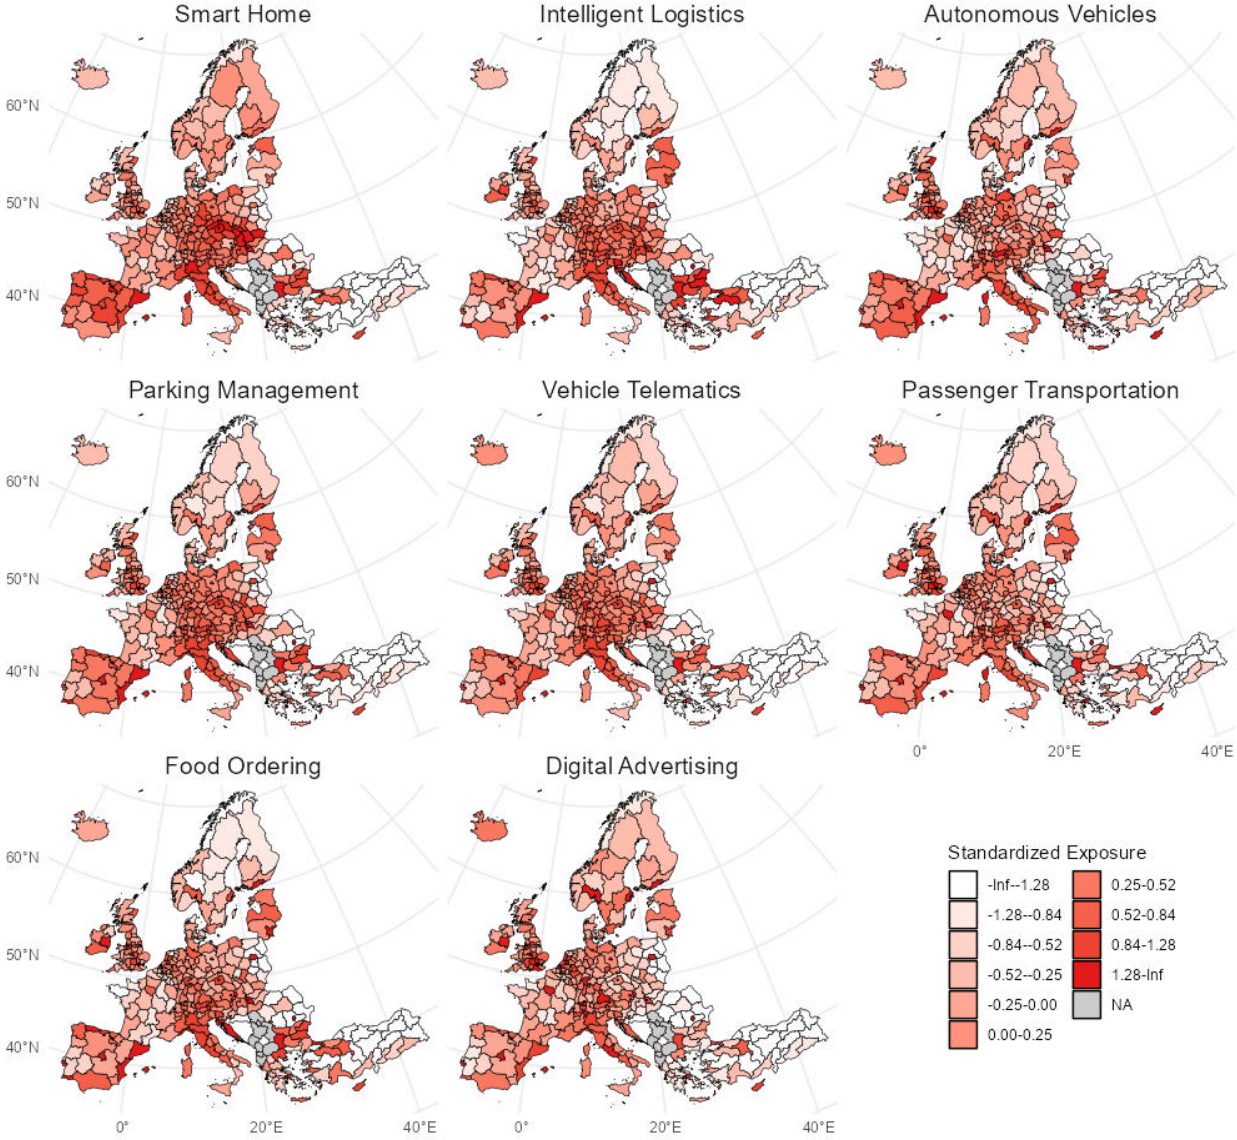 Smart Home
Intelligent Logistics
Autonomous Vehicles
60°N
50°N
40°N
Parking Management
Vehicle Telematics
Passenger Transportation
60°N
50°N
40°N
0°
20°E
40°E
Food Ordering
Digital Advertising
60°N
50°N
40°N
0°
20°E
40°E
0°
20°E
40°E
Standardized Exposure
-Inf--1.28
-1.28--0.84
-0.84--0.52
-0.52--0.25
-0.25-0.00
0.00-0.25
0.25-0.52
0.52-0.84
0.84-1.28
1.28-Inf
NA